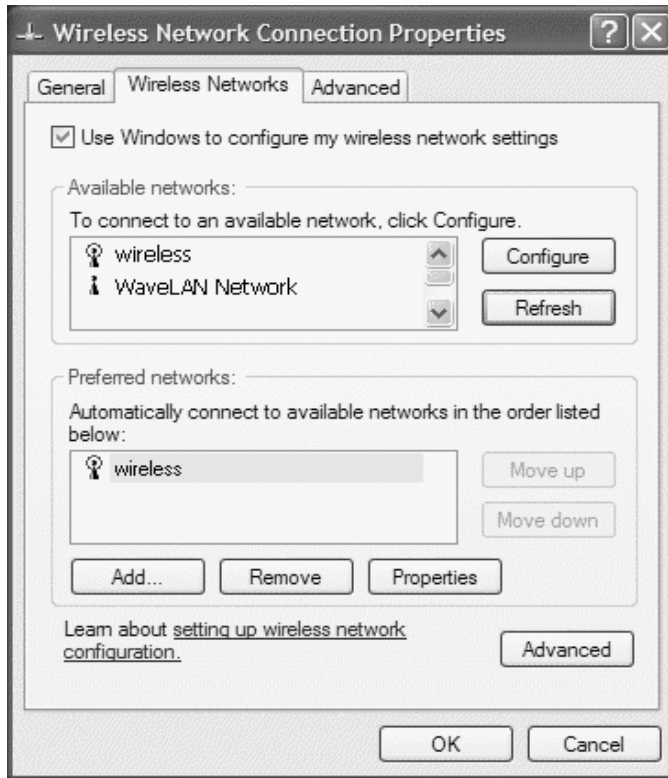 Wireless Network Connection Properties
General
Wireless Networks
Advanced
Use Windows to configure my wireless network settings
Available networks:
To connect to an available network, click Configure.
wireless
WaveLAN Network
Configure
Refresh
Preferred networks:
Automatically connect to available networks in the order listed
below:
wireless
Move up
Move down
Add...
Remove
Properties
Learn about setting up wireless network
configuration.
Advanced
OK
Cancel